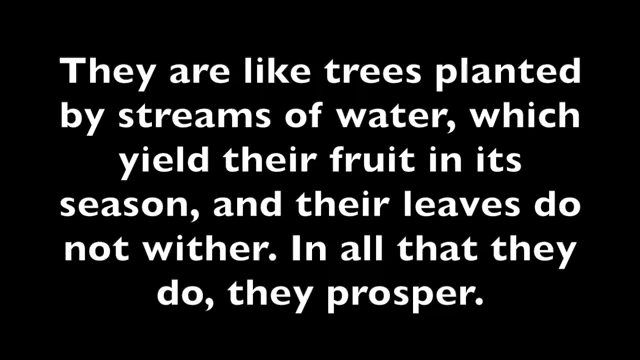 They are like trees planted
by streams of water, which
yield their fruit in its
season, and their leaves do
not wither. In all that they
do, they prosper.